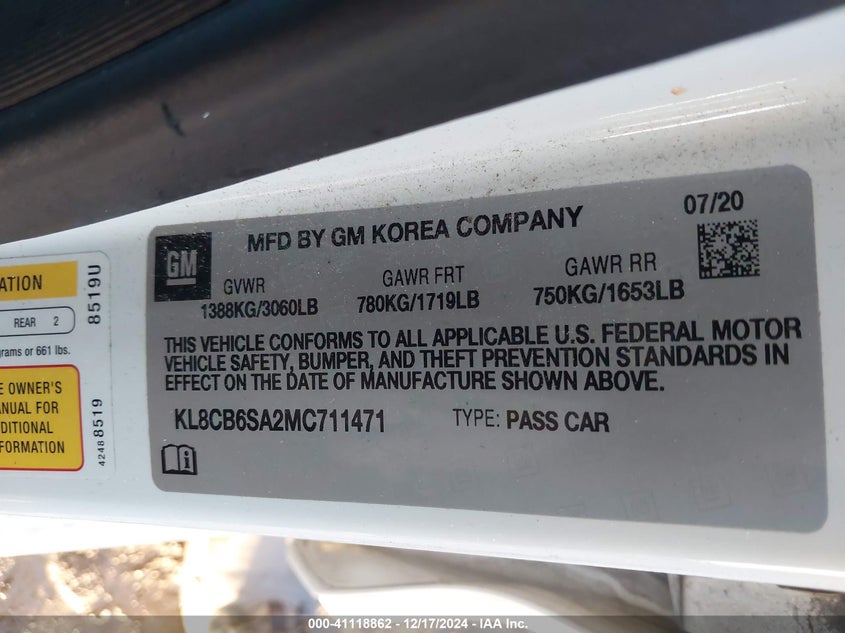 07/20
MFD BY GM KOREA COMPANY
GM
GVWR GAWR FRT GAWR RR
1388KG/3060LB 780KG/1719LB 750KG/1653LB
THIS VEHICLE CONFORMS TO ALL APPLICABLE U.S. FEDERAL MOTOR
VEHICLE SAFETY, BUMPER, AND THEFT PREVENTION STANDARDS IN
EFFECT ON THE DATE OF MANUFACTURE SHOWN ABOVE.
KL8CB6SA2MC711471 TYPE: PASS CAR
ATION
REAR 2
grams or 661 lbs.
OWNER'S
ANUAL FOR
DITIONAL
FORMATION
8519U
42488519
000-41118862 - 12/17/2024 - IAA Inc.